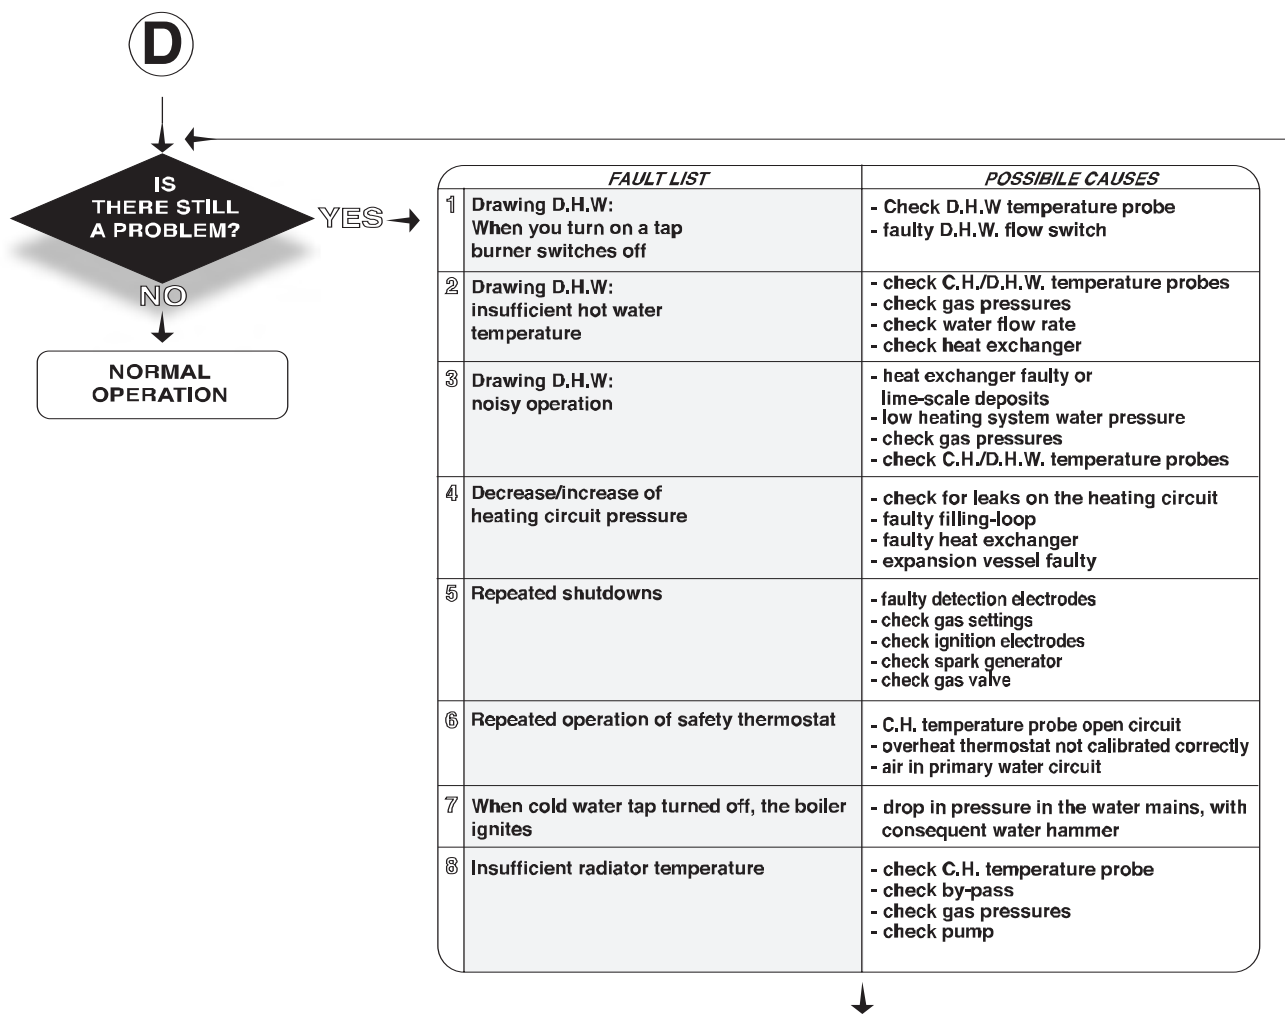 D
IS
THERE STILL
A PROBLEM?
YES
NO
NORMAL
OPERATION
FAULT LIST
POSSIBILE CAUSES
1
Drawing D.H.W:
When you turn on a tap
burner switches off
- Check D.H.W temperature probe
- faulty D.H.W. flow switch
2
Drawing D.H.W:
insufficient hot water
temperature
- check C.H./D.H.W. temperature probes
- check gas pressures
- check water flow rate
- check heat exchanger
3
Drawing D.H.W:
noisy operation
- heat exchanger faulty or
lime-scale deposits
- low heating system water pressure
- check gas pressures
- check C.H./D.H.W. temperature probes
4
Decrease/increase of
heating circuit pressure
- check for leaks on the heating circuit
- faulty filling-loop
- faulty heat exchanger
- expansion vessel faulty
5
Repeated shutdowns
- faulty detection electrodes
- check gas settings
- check ignition electrodes
- check spark generator
- check gas valve
6
Repeated operation of safety thermostat
- C.H. temperature probe open circuit
- overheat thermostat not calibrated correctly
- air in primary water circuit
7
When cold water tap turned off, the boiler
ignites
- drop in pressure in the water mains, with
consequent water hammer
8
Insufficient radiator temperature
- check C.H. temperature probe
- check by-pass
- check gas pressures
- check pump